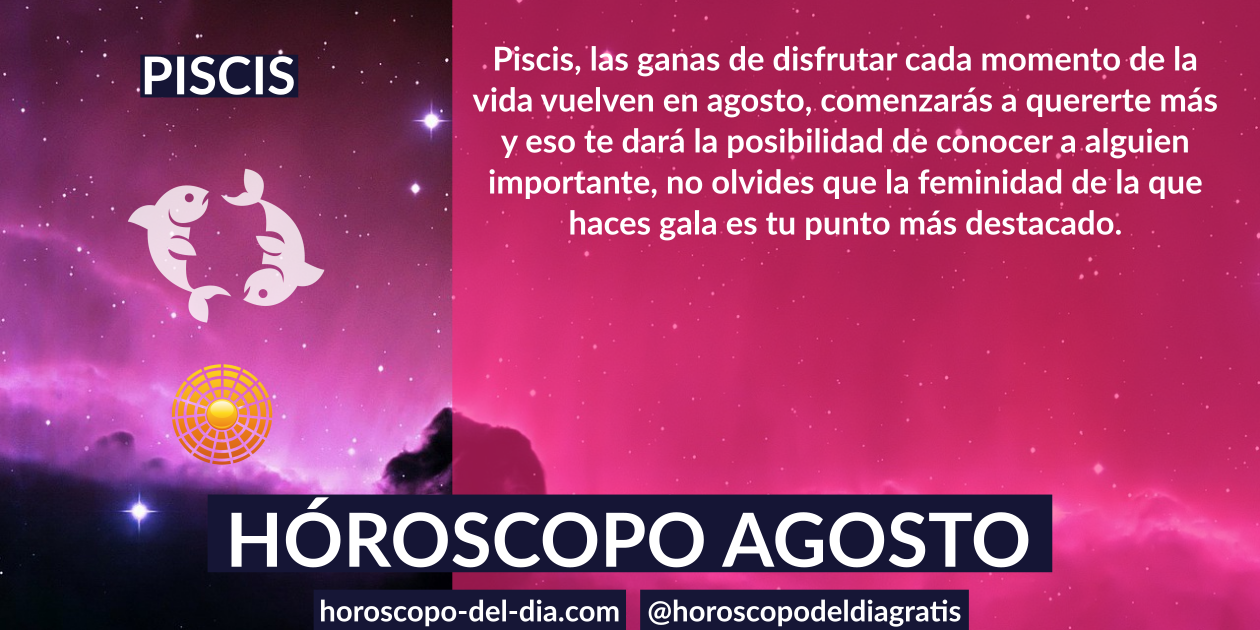 PISCIS
Piscis, las ganas de disfrutar cada momento de la
vida vuelven en agosto, comenzarás a quererte más
y eso te dará la posibilidad de conocer a alguien
importante, no olvides que la feminidad de la que
haces gala es tu punto más destacado.
HÓROSCOPO AGOSTO
horoscopo-del-dia.com
@horoscopodeldiagratis